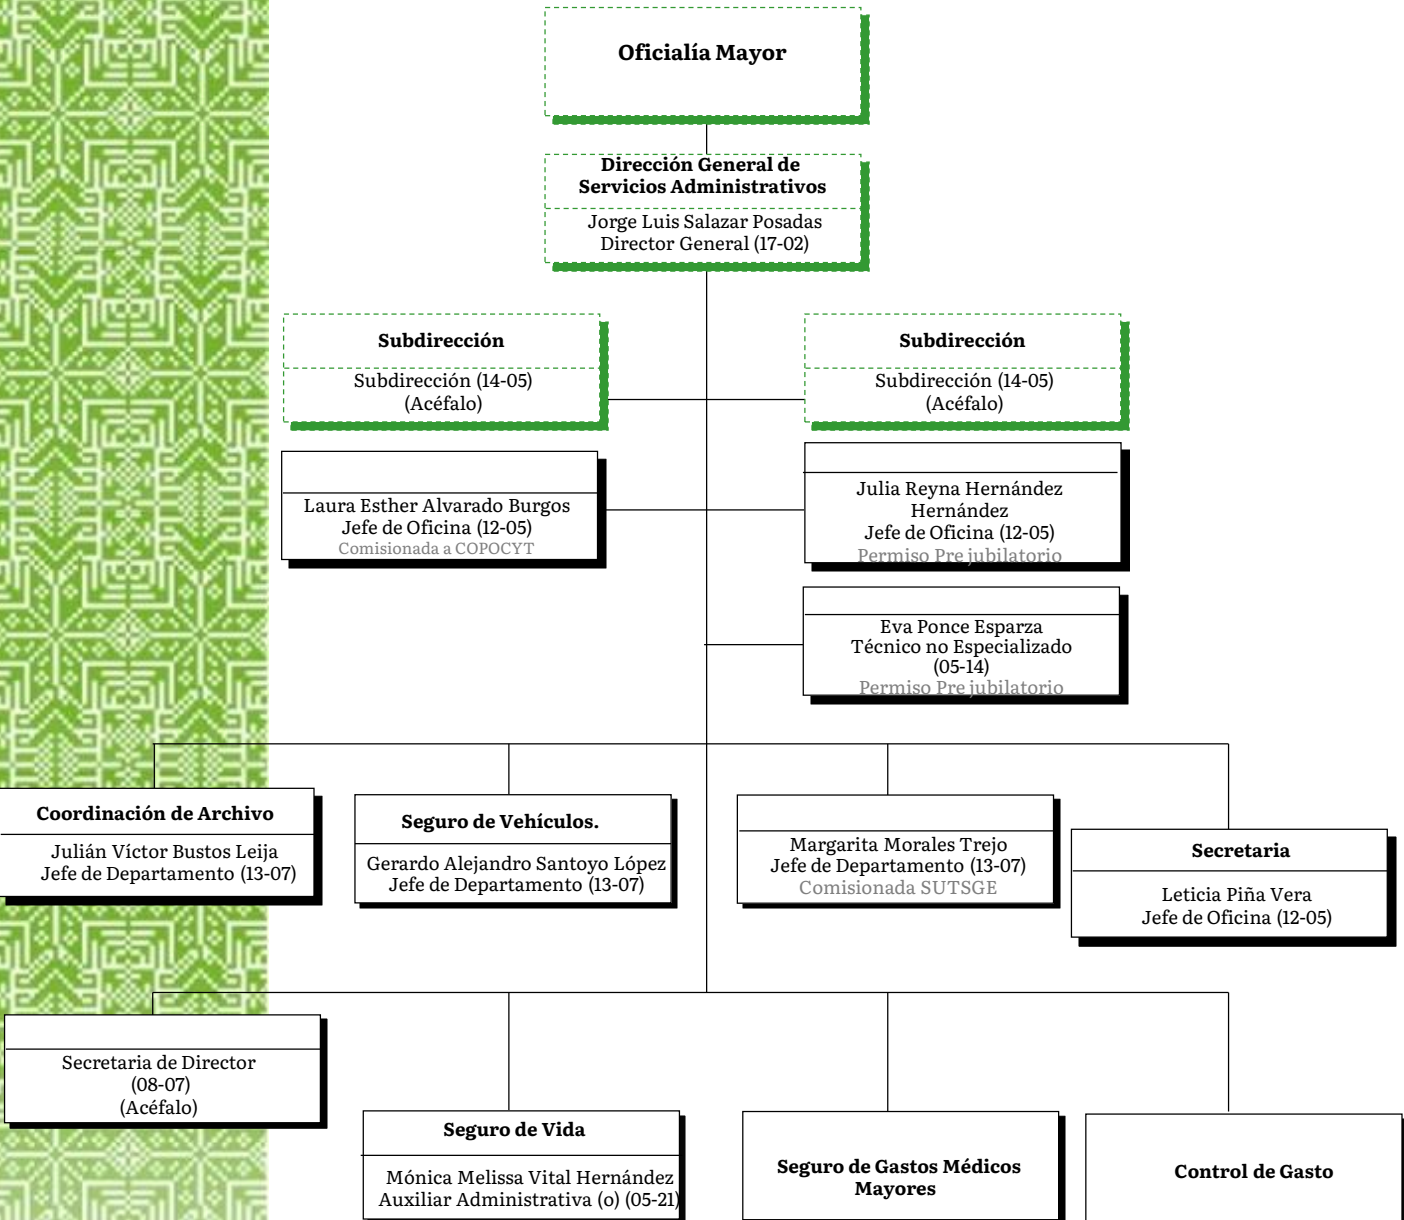 Oficialía Mayor
Dirección General de
Servicios Administrativos
Jorge Luis Salazar Posadas
Director General (17-02)
Subdirección
Subdirección (14-05)
(Acéfalo)
Subdirección
Subdirección (14-05)
(Acéfalo)
Laura Esther Alvarado Burgos
Jefe de Oficina (12-05)
Comisionada a COPOCYT
Julia Reyna Hernández
Hernández
Jefe de Oficina (12-05)
Permiso Pre jubilatorio
Eva Ponce Esparza
Técnico no Especializado
(05-14)
Permiso Pre jubilatorio
Coordinación de Archivo
Julián Víctor Bustos Leija
Jefe de Departamento (13-07)
Seguro de Vehículos.
Gerardo Alejandro Santoyo López
Jefe de Departamento (13-07)
Margarita Morales Trejo
Jefe de Departamento (13-07)
Comisionada SUTSGE
Secretaria
Leticia Piña Vera
Jefe de Oficina (12-05)
Secretaria de Director
(08-07)
(Acéfalo)
Seguro de Vida
Mónica Melissa Vital Hernández
Auxiliar Administrativa (o) (05-21)
Seguro de Gastos Médicos
Mayores
Control de Gasto